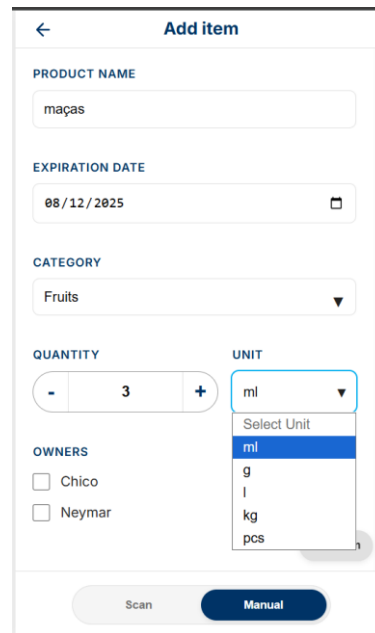 Add item
PRODUCT NAME
maças
EXPIRATION DATE
08/12/2025
CATEGORY
Fruits
QUANTITY UNIT
- 3 + ml
Select Unit
ml
g
l
kg
pcs
OWNERS
Chico
Neymar
Scan Manual